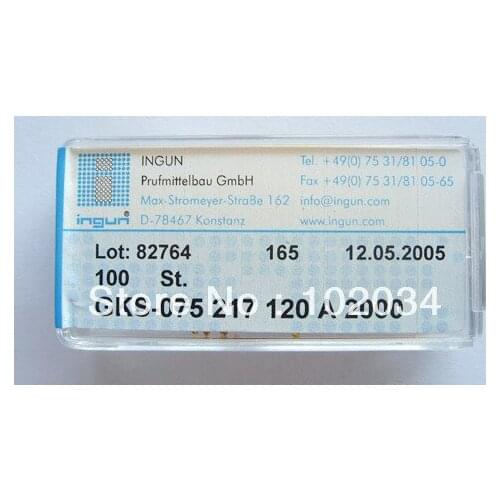 INGUN
Prufmittelbau GmbH
Max-Stromeyer-Straße 162
D-78467 Konstanz
Tel. +49(0) 75 31/81 05-0
Fax +49(0) 75 31/81 05-65
info@ingun.com
www.ingun.com
ingun
Lot: 82764 165 12.05.2005
100 St.
GKS-075 217 120 A 2000
Store No: 102034